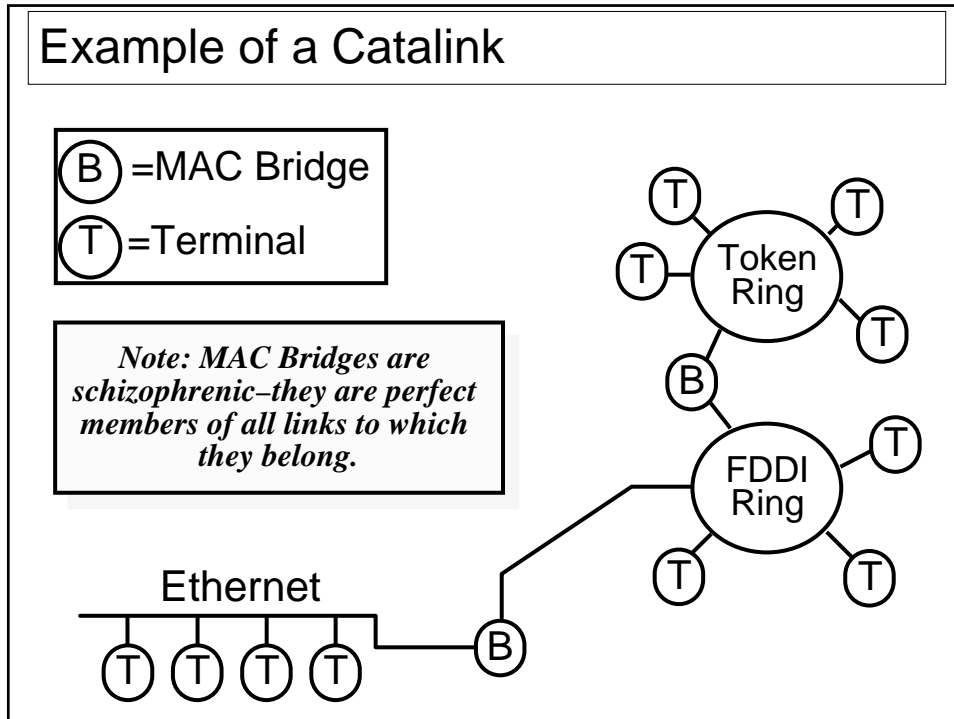 Example of a Catalink
B =MAC Bridge
T =Terminal
Note: MAC Bridges are
schizophrenic–they are perfect
members of all links to which
they belong.
T
T
T
Token
Ring
T
B
T
FDDI
Ring
T
T
Ethernet
B
T T T T